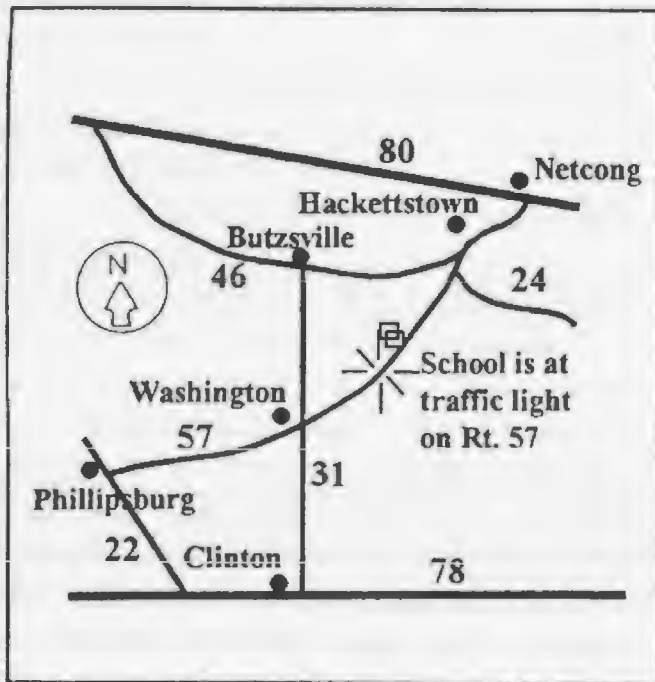 80
Netcong
Hackettstown
Butzsville
46
24
N
School is at
traffic light
on Rt. 57
Washington
57
31
Phillipsburg
22
Clinton
78